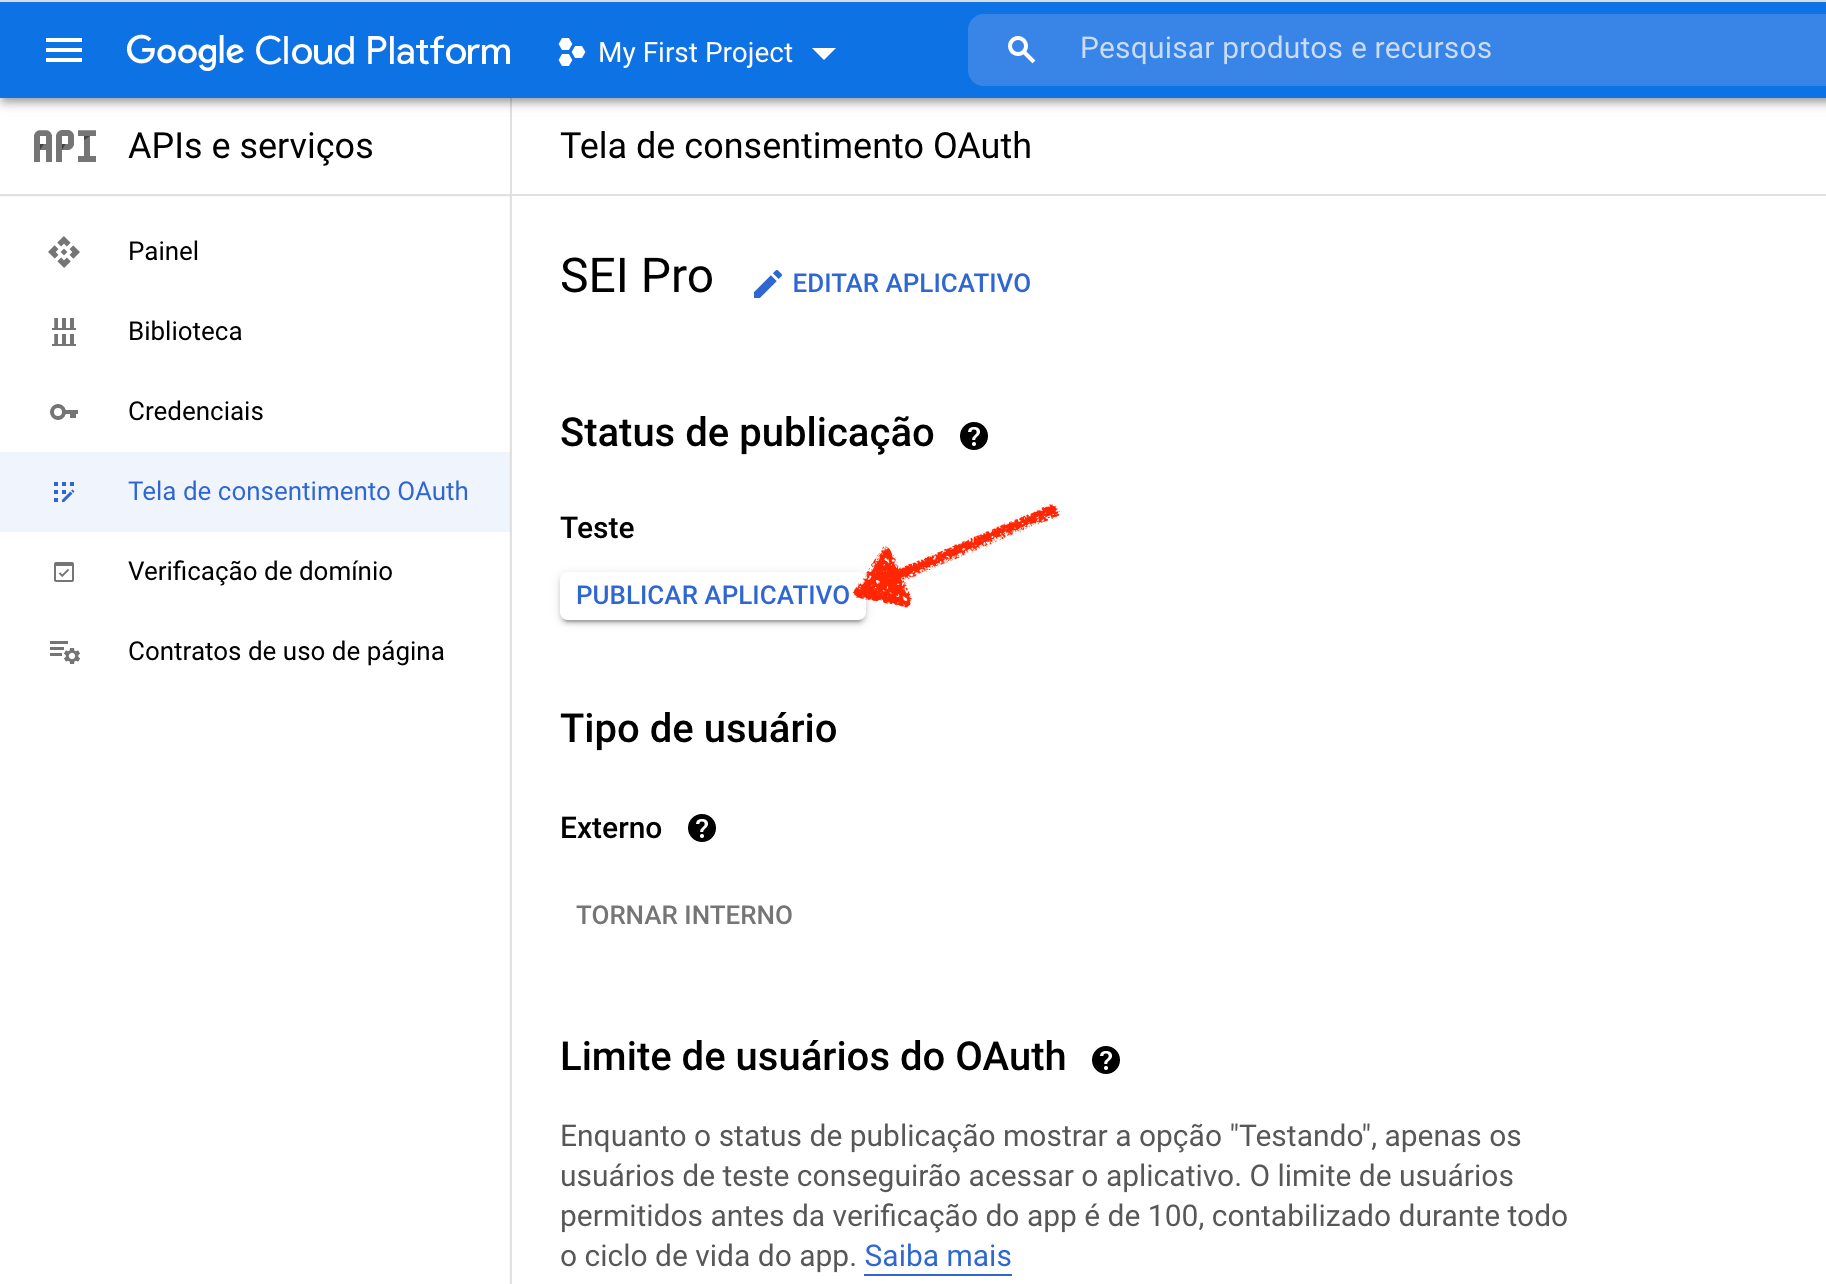 Google Cloud Platform
My First Project
Pesquisar produtos e recursos
API
APIs e serviços
Painel
Biblioteca
Credenciais
Tela de consentimento OAuth
Verificação de domínio
Contratos de uso de página
Tela de consentimento OAuth
SEI Pro
EDITAR APLICATIVO
Status de publicação
Teste
PUBLICAR APLICATIVO
Tipo de usuário
Externo
TORNAR INTERNO
Limite de usuários do OAuth
Enquanto o status de publicação mostrar a opção "Testando", apenas os
usuários de teste conseguirão acessar o aplicativo. O limite de usuários
permitidos antes da verificação do app é de 100, contabilizado durante todo
o ciclo de vida do app. Saiba mais